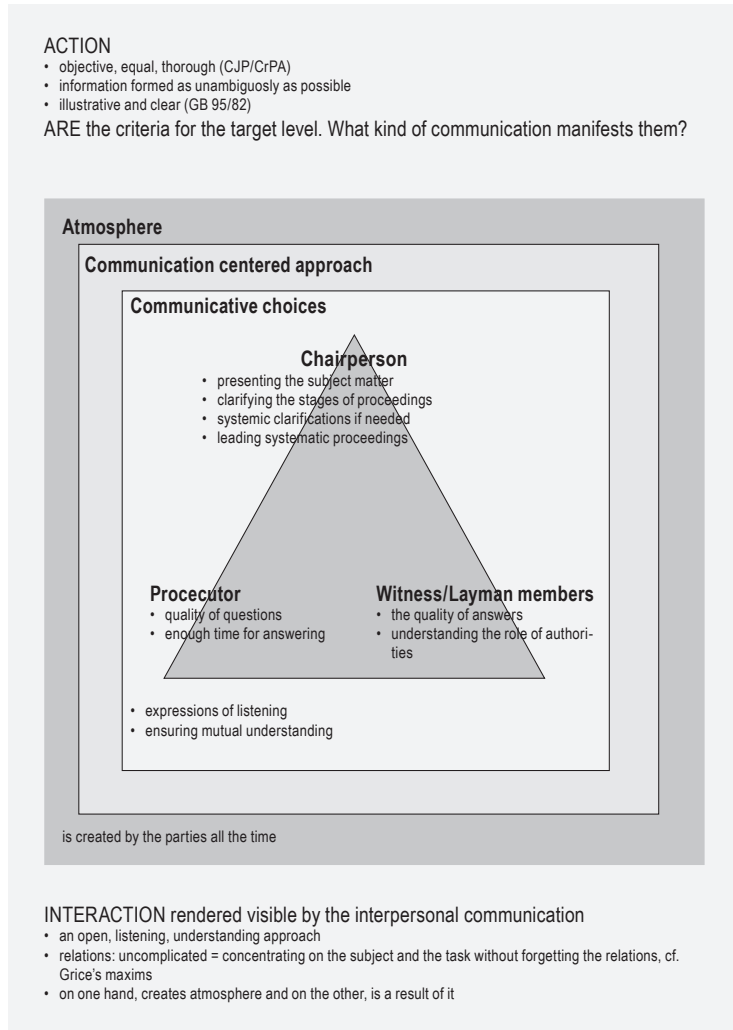 ACTION
• objective, equal, thorough (CJP/CrPA)
• information formed as unambiguosly as possible
• illustrative and clear (GB 95/82)
ARE the criteria for the target level. What kind of communication manifests them?
Atmosphere
Communication centered approach
Communicative choices
Chairperson
• presenting the subject matter
• clarifying the stages of proceedings
• systemic clarifications if needed
• leading systematic proceedings
Procecutor
• quality of questions
• enough time for answering
Witness/Layman members
• the quality of answers
• understanding the role of authori-
ties
• expressions of listening
• ensuring mutual understanding
is created by the parties all the time
INTERACTION rendered visible by the interpersonal communication
• an open, listening, understanding approach
• relations: uncomplicated = concentrating on the subject and the task without forgetting the relations, cf.
Grice's maxims
• on one hand, creates atmosphere and on the other, is a result of it